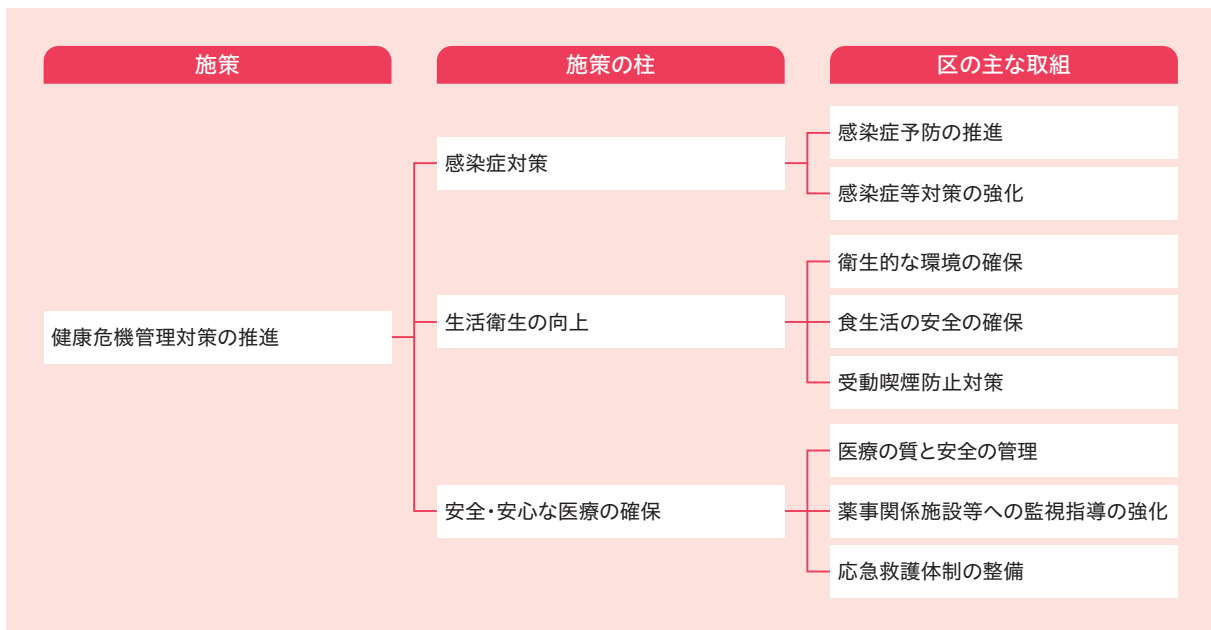 施策
施策の柱
区の主な取組
健康危機管理対策の推進
感染症対策
感染症予防の推進
感染症等対策の強化
生活衛生の向上
衛生的な環境の確保
食生活の安全の確保
受動喫煙防止対策
安全・安心な医療の確保
医療の質と安全の管理
薬事関係施設等への監視指導の強化
応急救護体制の整備